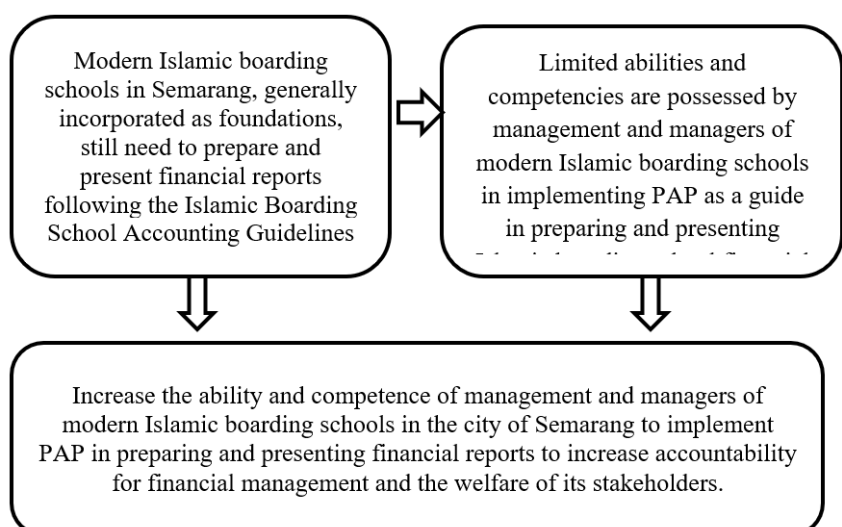 Modern Islamic boarding
schools in Semarang, generally
incorporated as foundations,
still need to prepare and
present financial reports
following the Islamic Boarding
School Accounting Guidelines
Limited abilities and
competencies are possessed by
management and managers of
modern Islamic boarding schools
in implementing PAP as a guide
in preparing and presenting
Increase the ability and competence of management and managers of
modern Islamic boarding schools in the city of Semarang to implement
PAP in preparing and presenting financial reports to increase accountability
for financial management and the welfare of its stakeholders.